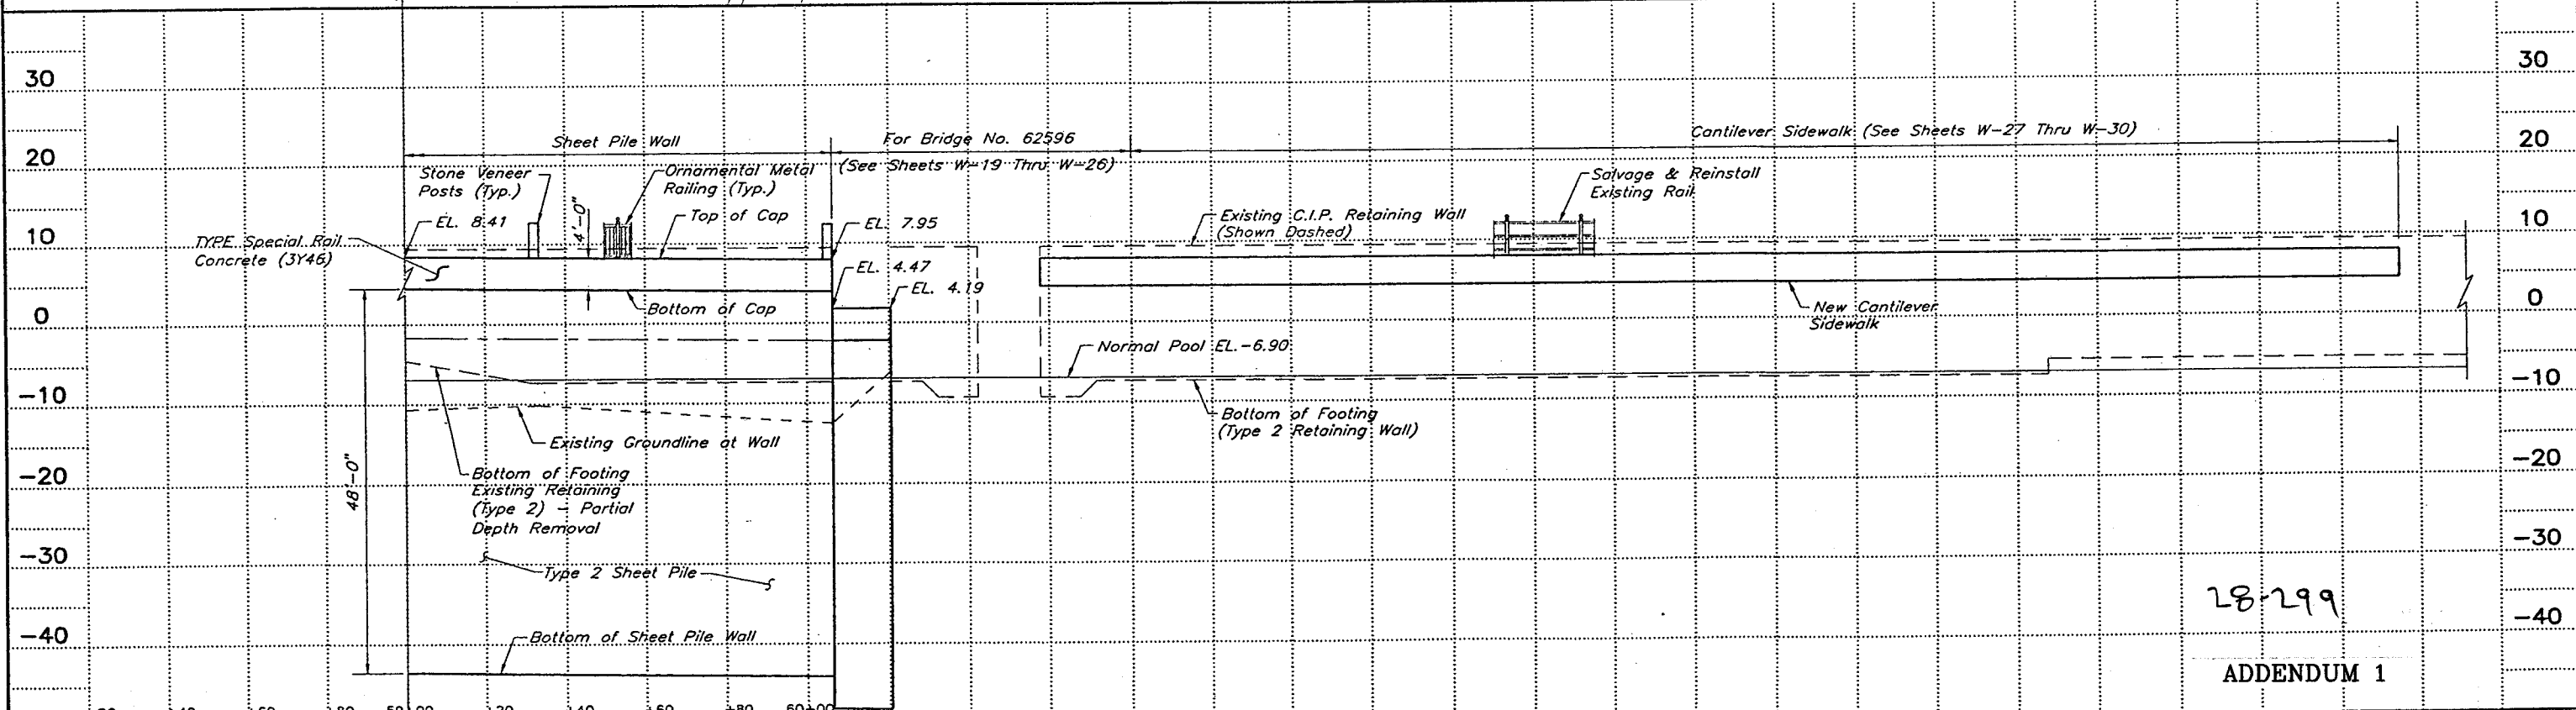 30
20
10
0
-10
-20
-30
-40
Sheet Pile Wall
For Bridge No. 62596
(See Sheets W-19 Thru W-26)
Cantilever Sidewalk (See Sheets W-27 Thru W-30)
Stone Veneer
Posts (Typ.)
Ornamental Metal
Railing (Typ.)
4'-0"
Top of Cap
EL. 8.41
EL. 7.95
TYPE Special Rail
Concrete (3Y46)
EL. 4.47
EL. 4.19
Bottom of Cap
Existing C.I.P. Retaining Wall
(Shown Dashed)
Salvage & Reinstall
Existing Rail
New Cantilever
Sidewalk
Normal Pool EL.-6.90
Bottom of Footing
(Type 2 Retaining Wall)
Existing Groundline at Wall
Bottom of Footing
Existing Retaining
(Type 2) - Partial
Depth Removal
48'-0"
Type 2 Sheet Pile
Bottom of Sheet Pile Wall
30
20
10
0
-10
-20
-30
-40
28-299
ADDENDUM 1